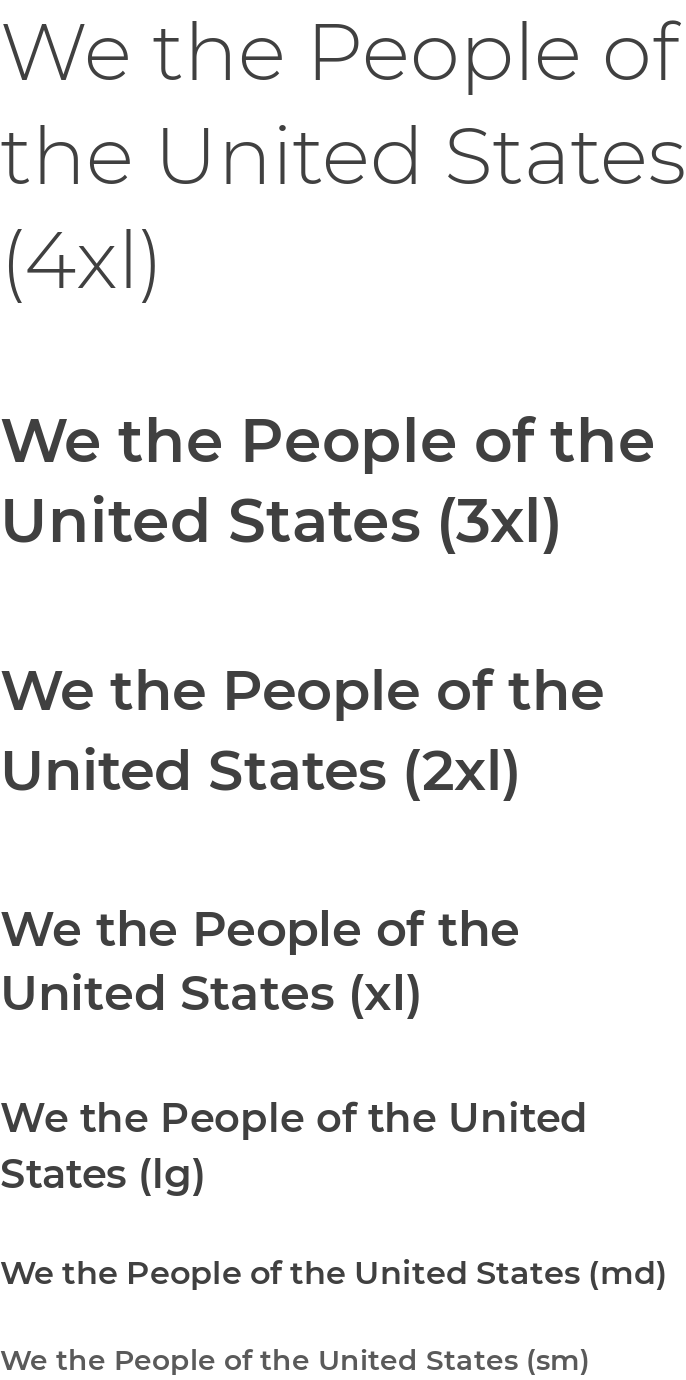 We the People of
the United States
(4xl)
We the People of the
United States (3xl)
We the People of the
United States (2xl)
We the People of the
United States (xl)
We the People of the United
States (lg)
We the People of the United States (md)
We the People of the United States (sm)